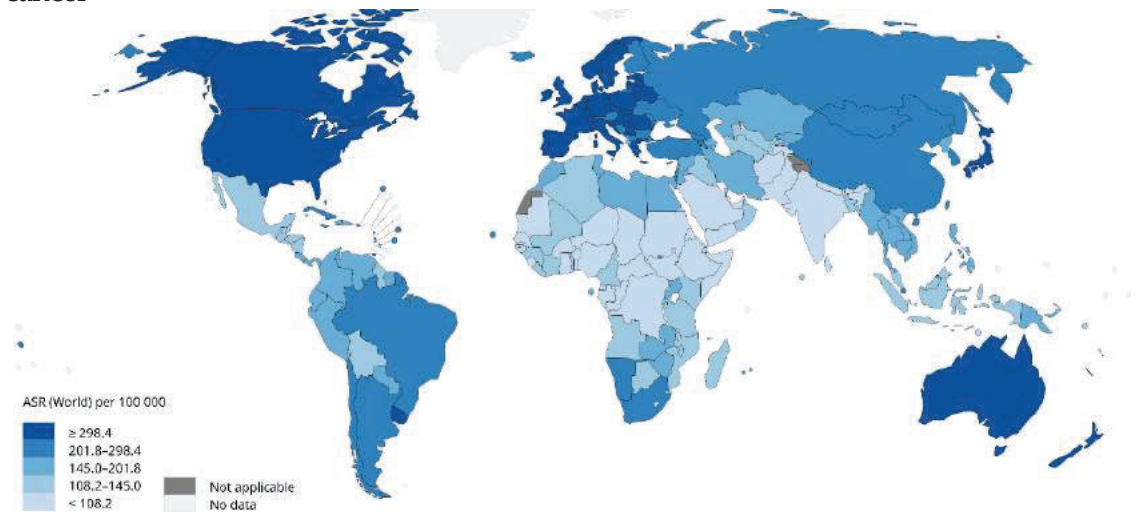 ASR (World) per 100 000
≥ 298.4
201.8–298.4
145.0–201.8
108.2–145.0
< 108.2
Not applicable
No data